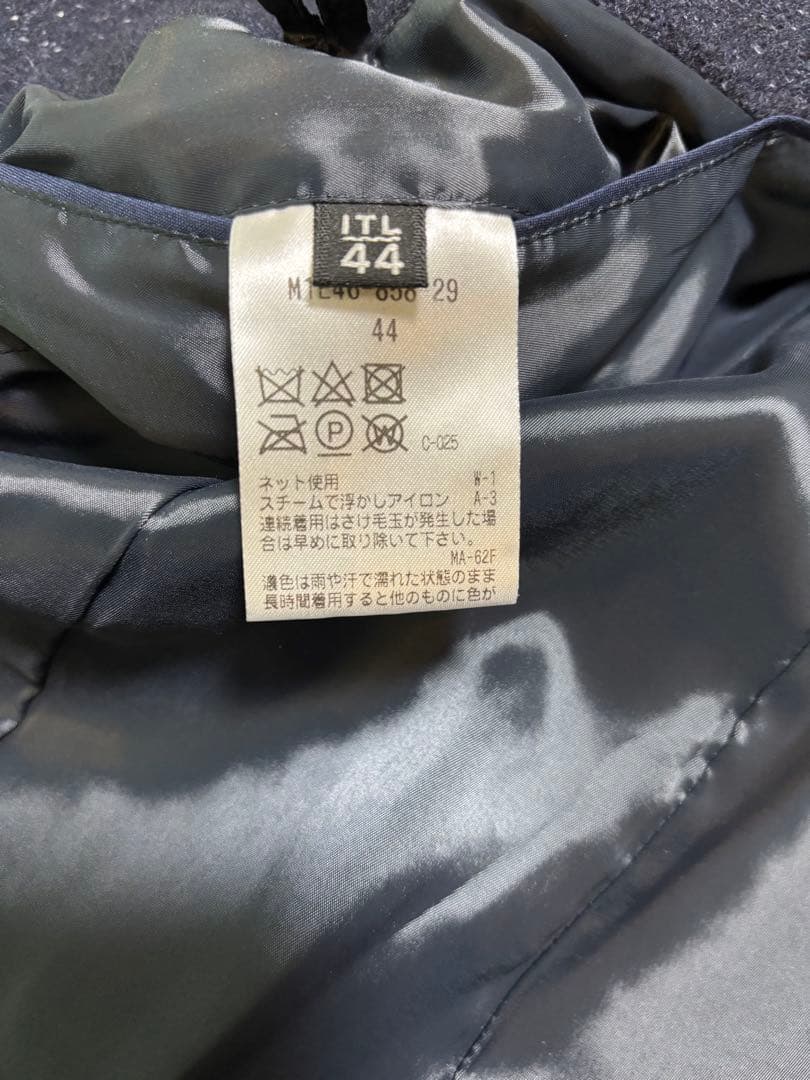 ITL
44
M1L46-858-29
44
P W C-025
ネット使用 W-1
スチームで浮かしアイロン A-3
連続着用はさけ毛玉が発生した場
合は早めに取り除いて下さい。
MA-62F
濃色は雨や汗で濡れた状態のまま
長時間着用すると他のものに色が